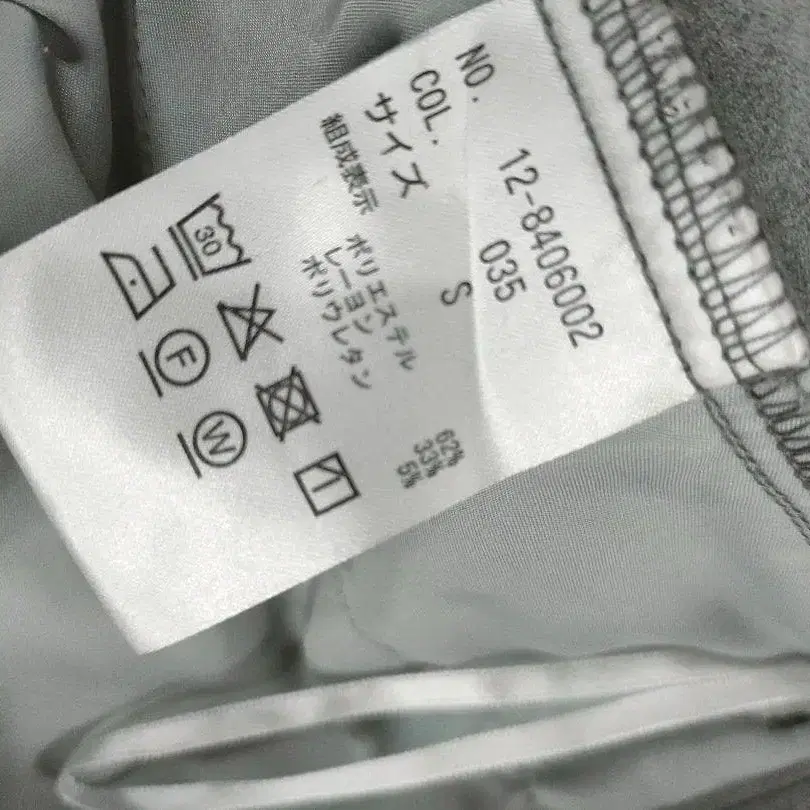 NO. 12-8406002
COL. 035
サイズ S
組成表示
ポリエステル 62%
レーヨン 33%
ポリウレタン 5%
30
F
W